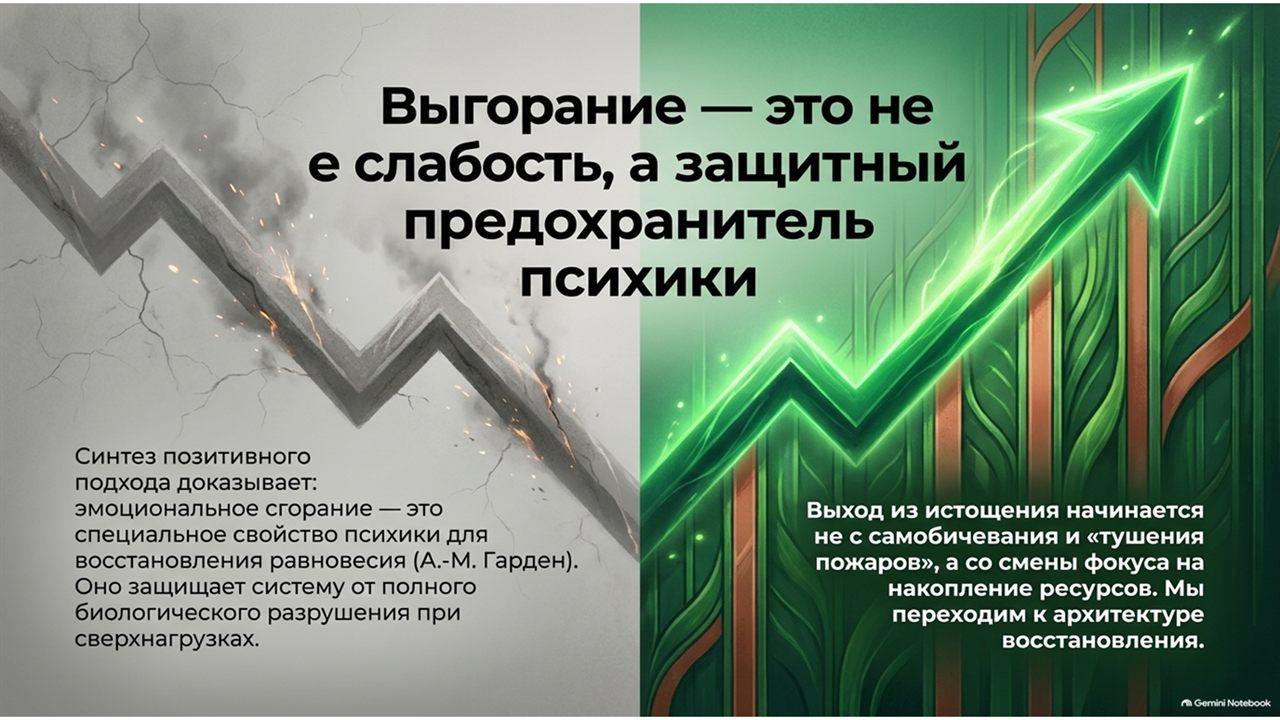 Выгорание — это не
е слабость, а защитный
предохранитель
психики
Синтез позитивного
подхода доказывает:
эмоциональное сгорание — это
специальное свойство психики для
восстановления равновесия (А.-М. Гарден).
Оно защищает систему от полного
биологического разрушения при
сверхнагрузках.
Выход из истощения начинается
не с самобичевания и «тушения
пожаров», а со смены фокуса на
накопление ресурсов. Мы
переходим к архитектуре
восстановления.
Gemini Notebook